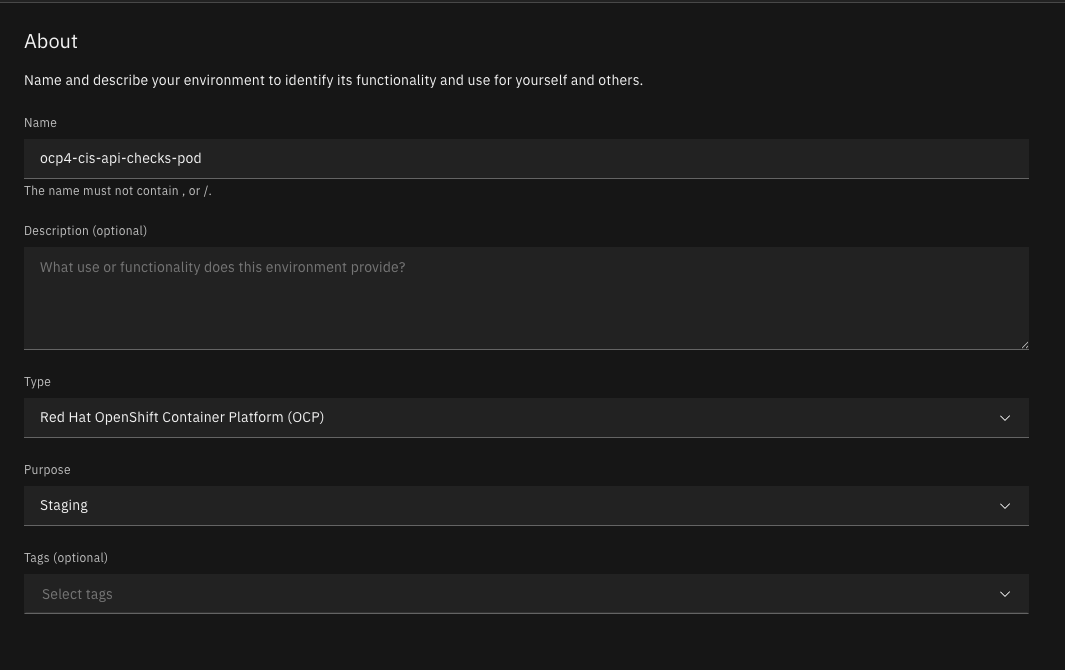 About
Name and describe your environment to identify its functionality and use for yourself and others.
Name
ocp4-cis-api-checks-pod
The name must not contain , or /.
Description (optional)
What use or functionality does this environment provide?
Type
Red Hat OpenShift Container Platform (OCP)
Purpose
Staging
Tags (optional)
Select tags